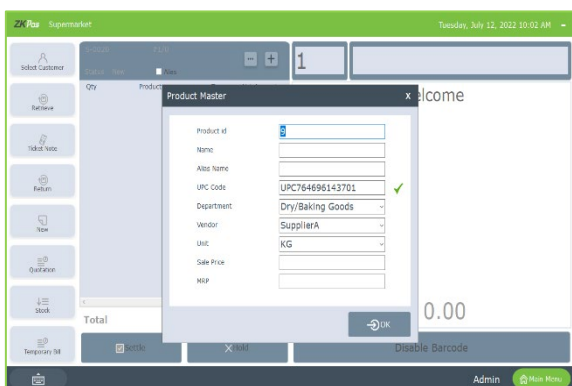 ZKPos Supermarket
Tuesday, July 12, 2022 10:02 AM
Select Customer
Retrieve
Ticket Note
Return
New
Quotation
Stock
Temporary Bill
1
Qty
Welcome
Product Master X
Product Id 9
Name
Alias Name
UPC Code UPC764696143701
Department Dry/Baking Goods
Vendor SupplierA
Unit KG
Sale Price
MRP
OK
Total
0.00
Settle
Hold
Disable Barcode
Admin
Main Menu